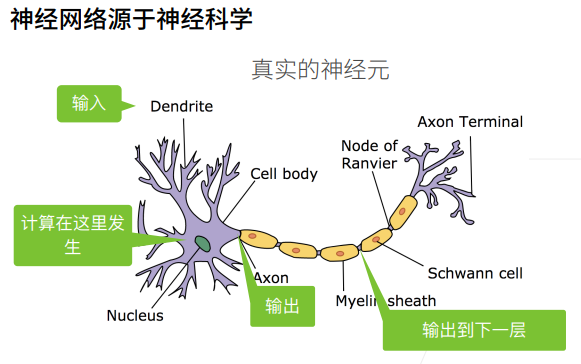 神经网络源于神经科学
真实的神经元
输入
Dendrite
Axon Terminal
Node of
Ranvier
Cell body
计算在这里发
生
Schwann cell
Axon
输出
Myelin sheath
Nucleus
输出到下一层